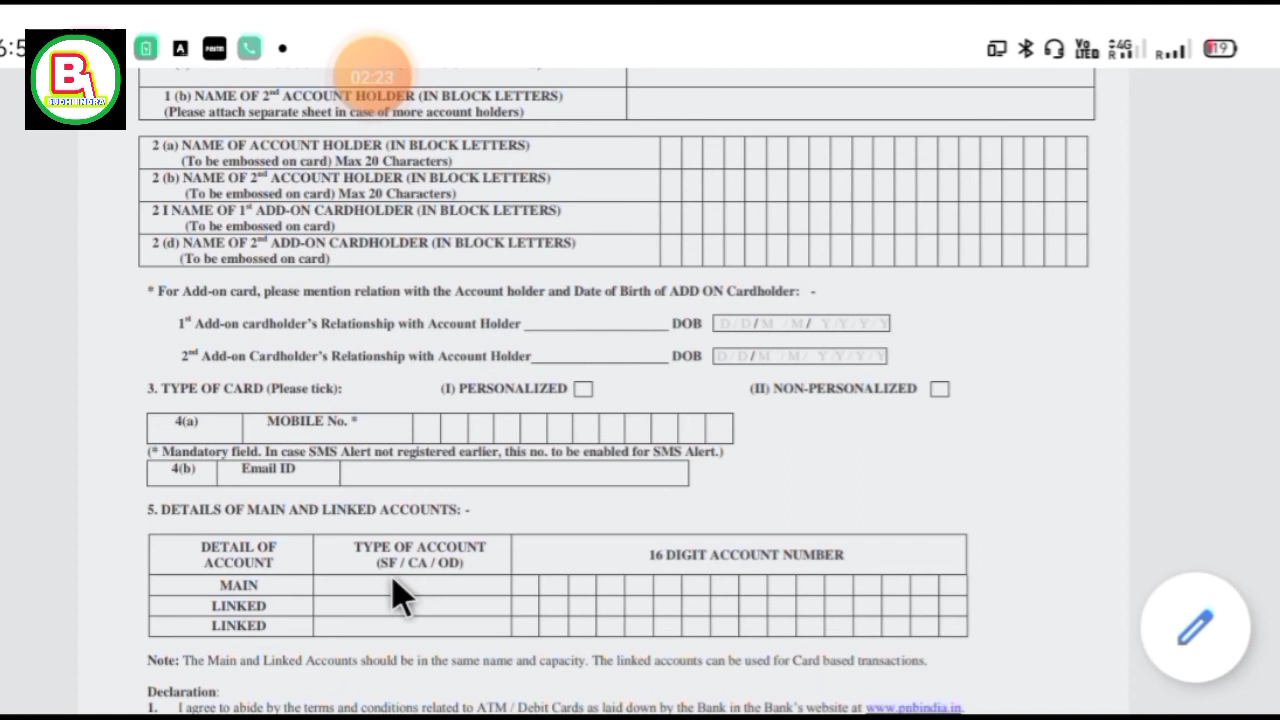 6:5
A
PAYTM
Vo
LTED
4G
R
R
19
B
BUDHI INDRA
02:23
1 (b) NAME OF 2nd ACCOUNT HOLDER (IN BLOCK LETTERS)
(Please attach separate sheet in case of more account holders)
2 (a) NAME OF ACCOUNT HOLDER (IN BLOCK LETTERS)
(To be embossed on card) Max 20 Characters)
2 (b) NAME OF 2nd ACCOUNT HOLDER (IN BLOCK LETTERS)
(To be embossed on card) Max 20 Characters)
2 I NAME OF 1st ADD-ON CARDHOLDER (IN BLOCK LETTERS)
(To be embossed on card)
2 (d) NAME OF 2nd ADD-ON CARDHOLDER (IN BLOCK LETTERS)
(To be embossed on card)
* For Add-on card, please mention relation with the Account holder and Date of Birth of ADD ON Cardholder: -
1st Add-on cardholder's Relationship with Account Holder ________________ DOB D/D/M /M/ Y/Y/Y/Y
2nd Add-on Cardholder's Relationship with Account Holder________________ DOB D/D/M /M/ Y/Y/Y/Y
3. TYPE OF CARD (Please tick): (I) PERSONALIZED (II) NON-PERSONALIZED
4(a) MOBILE No. *
(* Mandatory field. In case SMS Alert not registered earlier, this no. to be enabled for SMS Alert.)
4(b) Email ID
5. DETAILS OF MAIN AND LINKED ACCOUNTS: -
DETAIL OF ACCOUNT TYPE OF ACCOUNT (SF / CA / OD) 16 DIGIT ACCOUNT NUMBER
MAIN
LINKED
LINKED
Note: The Main and Linked Accounts should be in the same name and capacity. The linked accounts can be used for Card based transactions.
Declaration:
1. I agree to abide by the terms and conditions related to ATM / Debit Cards as laid down by the Bank in the Bank's website at www.pnbindia.in.